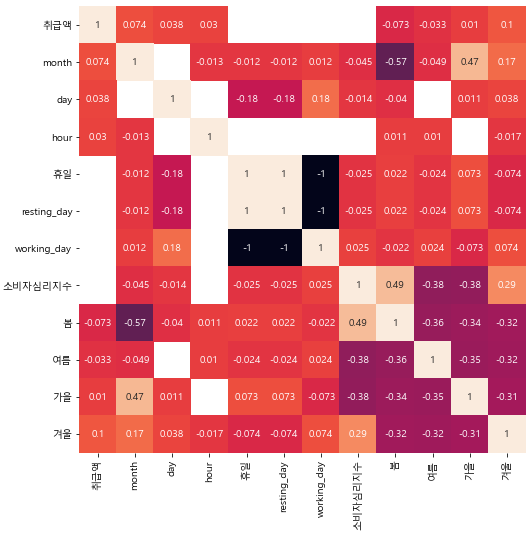 취급액 1 0.074 0.038 0.03 -0.073 -0.033 0.01 0.1
month 0.074 1 -0.013 -0.012 -0.012 0.012 -0.045 -0.57 -0.049 0.47 0.17
day 0.038 1 -0.18 -0.18 0.18 -0.014 -0.04 0.011 0.038
hour 0.03 -0.013 1 0.011 0.01 -0.017
휴일 -0.012 -0.18 1 1 -1 -0.025 0.022 -0.024 0.073 -0.074
resting_day -0.012 -0.18 1 1 -1 -0.025 0.022 -0.024 0.073 -0.074
working_day 0.012 0.18 -1 -1 1 0.025 -0.022 0.024 -0.073 0.074
소비자심리지수 -0.045 -0.014 -0.025 -0.025 0.025 1 0.49 -0.38 -0.38 0.29
봄 -0.073 -0.57 -0.04 0.011 0.022 0.022 -0.022 0.49 1 -0.36 -0.34 -0.32
여름 -0.033 -0.049 0.01 -0.024 -0.024 0.024 -0.38 -0.36 1 -0.35 -0.32
가을 0.01 0.47 0.011 0.073 0.073 -0.073 -0.38 -0.34 -0.35 1 -0.31
겨울 0.1 0.17 0.038 -0.017 -0.074 -0.074 0.074 0.29 -0.32 -0.32 -0.31 1
취급액 month day hour 휴일 resting_day working_day 소비자심리지수 봄 여름 가을 겨울